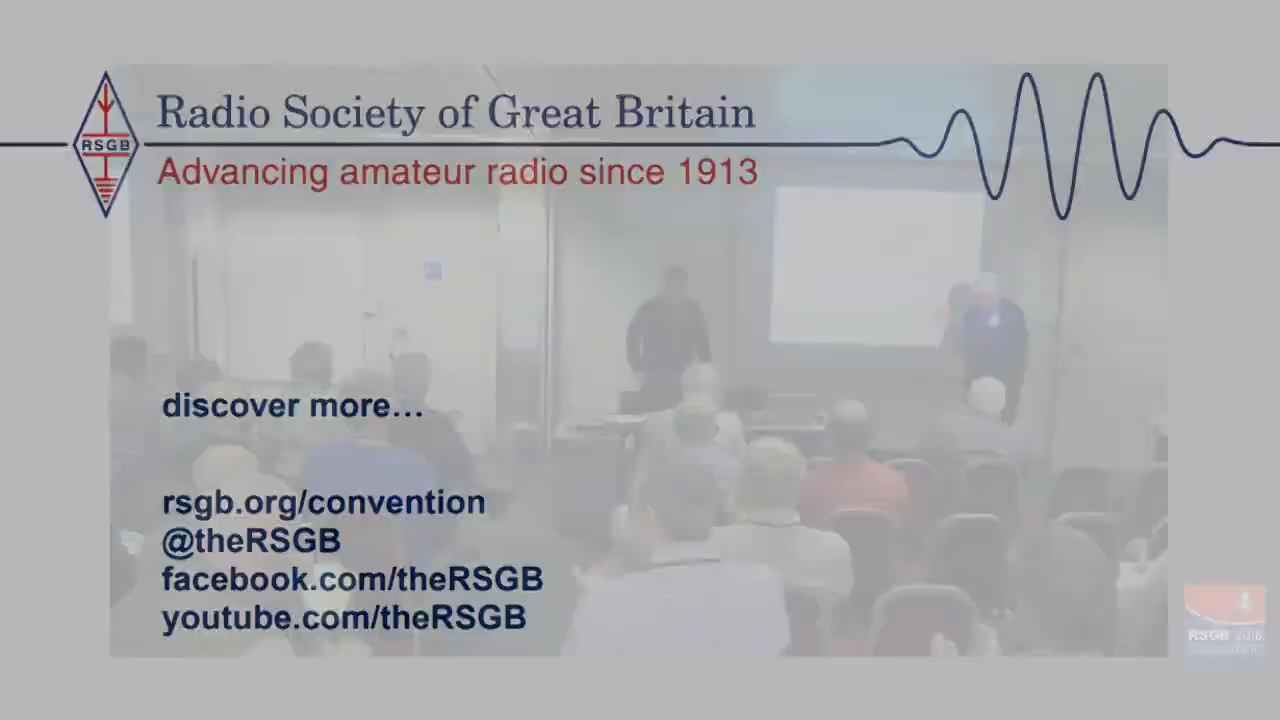 Radio Society of Great Britain
RSGB
Advancing amateur radio since 1913
discover more...
rsgb.org/convention
@theRSGB
facebook.com/theRSGB
youtube.com/theRSGB
RSGB